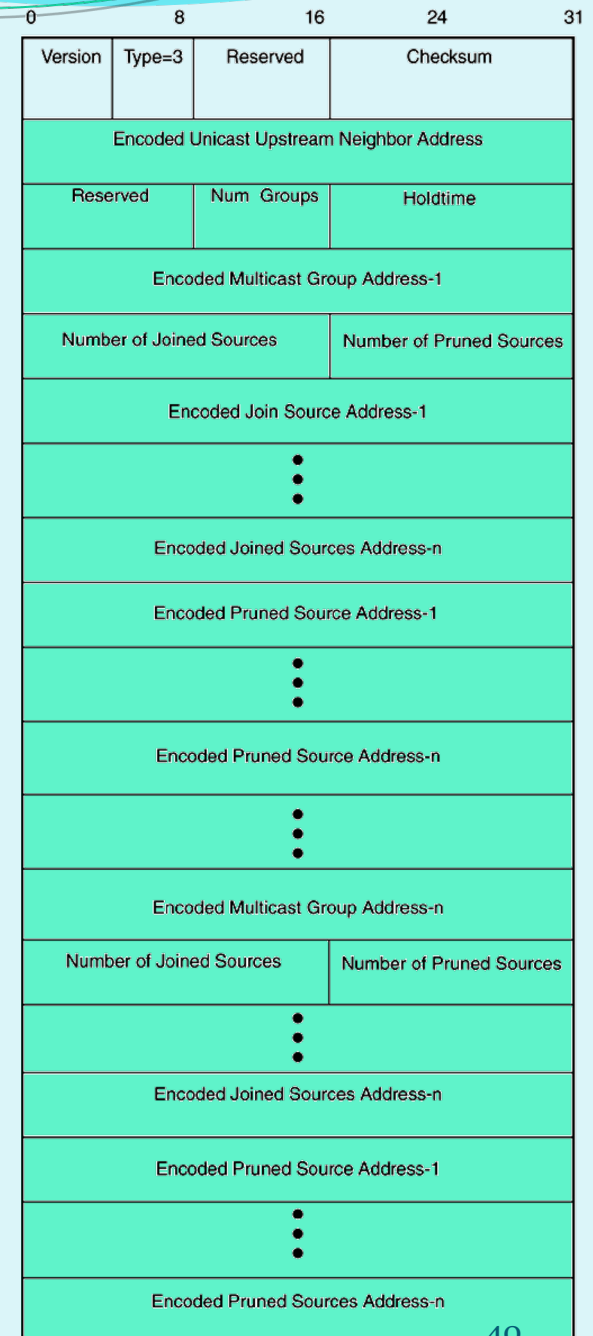 0 8 16 24 31
Version Type=3 Reserved Checksum
Encoded Unicast Upstream Neighbor Address
Reserved Num Groups Holdtime
Encoded Multicast Group Address-1
Number of Joined Sources Number of Pruned Sources
Encoded Join Source Address-1
Encoded Joined Sources Address-n
Encoded Pruned Source Address-1
Encoded Pruned Source Address-n
Encoded Multicast Group Address-n
Number of Joined Sources Number of Pruned Sources
Encoded Joined Sources Address-n
Encoded Pruned Source Address-1
Encoded Pruned Sources Address-n